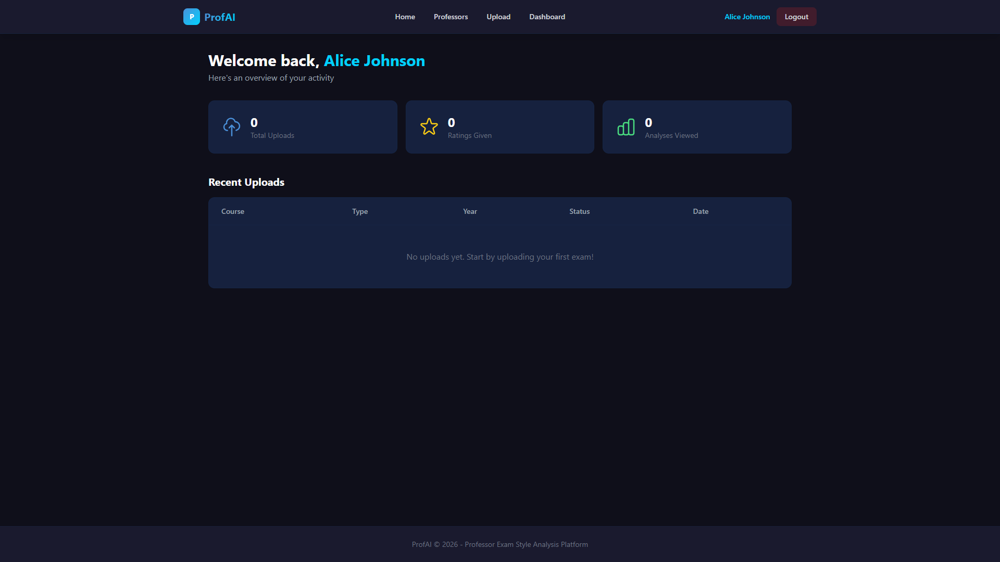 P ProfAI Home Professors Upload Dashboard Alice Johnson Logout
Welcome back, Alice Johnson
Here's an overview of your activity
0
Total Uploads
0
Ratings Given
0
Analyses Viewed
Recent Uploads
Course Type Year Status Date
No uploads yet. Start by uploading your first exam!
ProfAI © 2026 - Professor Exam Style Analysis Platform